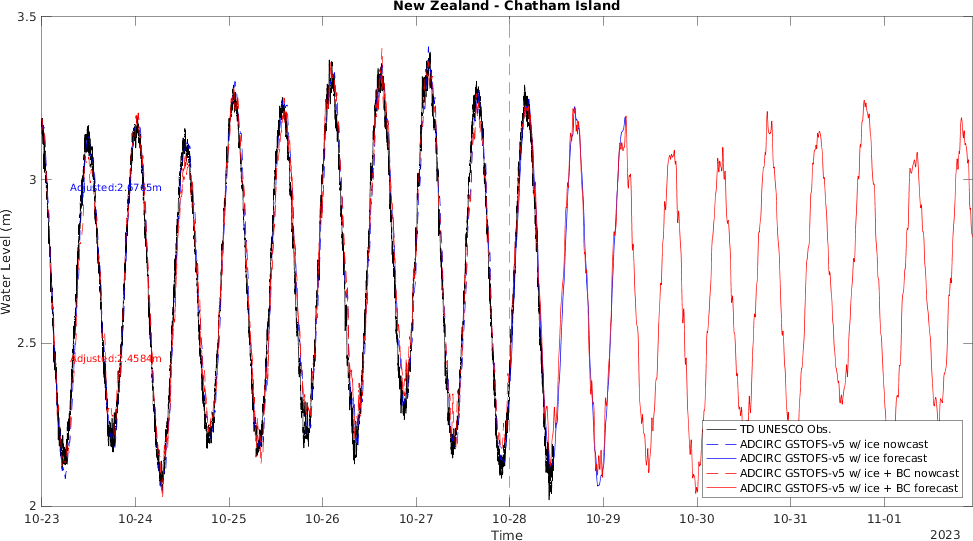 New Zealand - Chatham Island
3.5
3
2.5
2
Water Level (m)
Adjusted:2.6765m
Adjusted:2.4584m
TD UNESCO Obs.
ADCIRC GSTOFS-v5 w/ ice nowcast
ADCIRC GSTOFS-v5 w/ ice forecast
ADCIRC GSTOFS-v5 w/ ice + BC nowcast
ADCIRC GSTOFS-v5 w/ ice + BC forecast
10-23 10-24 10-25 10-26 10-27 10-28 10-29 10-30 10-31 11-01
Time
2023